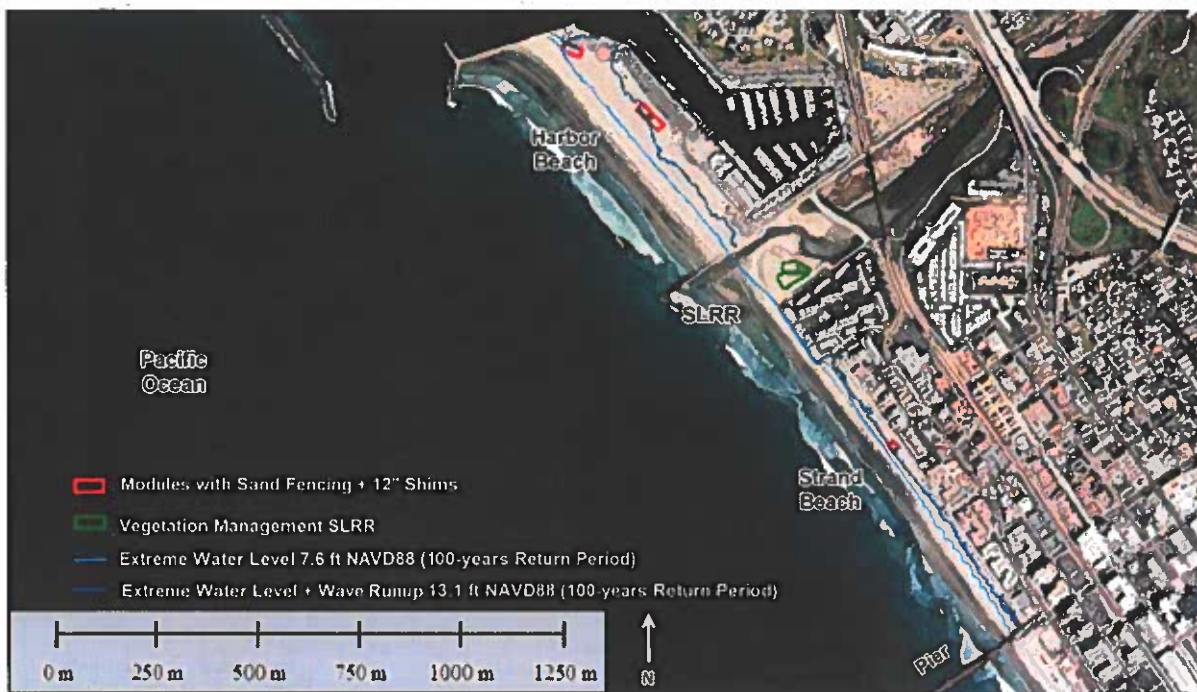 Harbor
Beach
SLRR
Pacific
Ocean
Strand
Beach
Modules with Sand Fencing + 12" Shims
Vegetation Management SLRR
Extreme Water Level 7.6 ft NAVD88 (100-years Return Period)
Extreme Water Level + Wave Runup 13.1 ft NAVD88 (100-years Return Period)
0 m 250 m 500 m 750 m 1000 m 1250 m
N
Pier